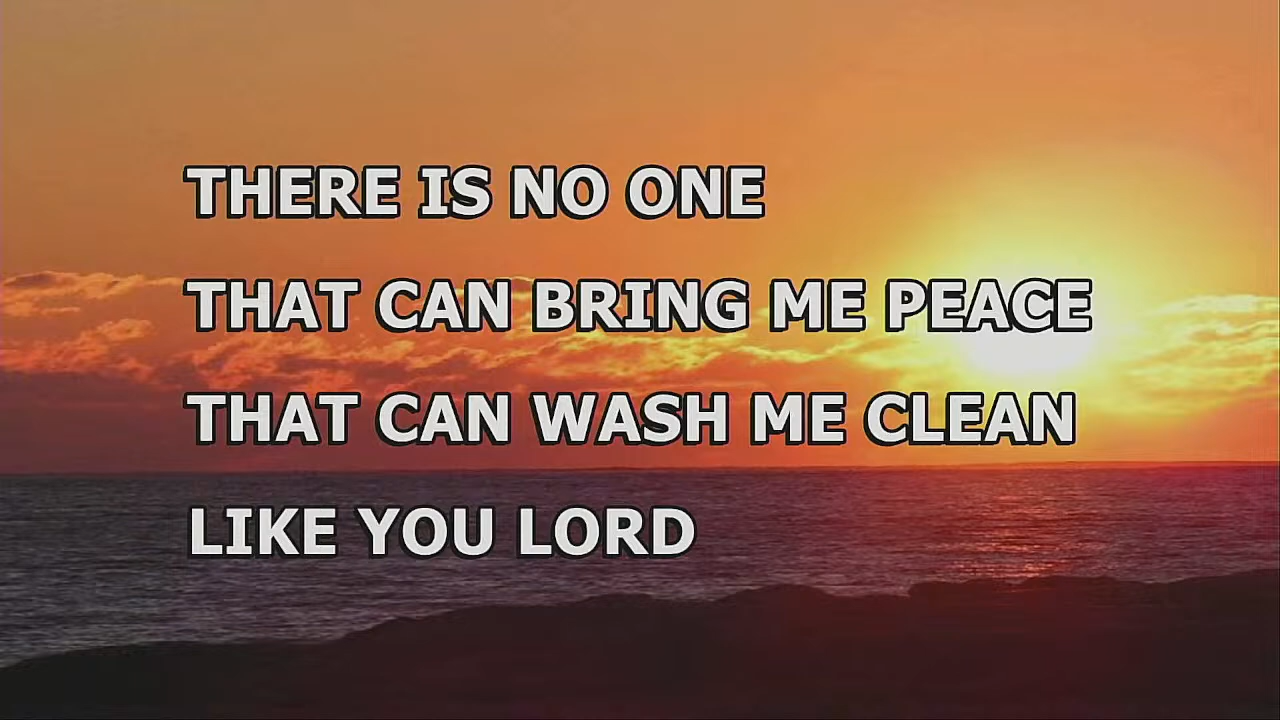 THERE IS NO ONE
THAT CAN BRING ME PEACE
THAT CAN WASH ME CLEAN
LIKE YOU LORD